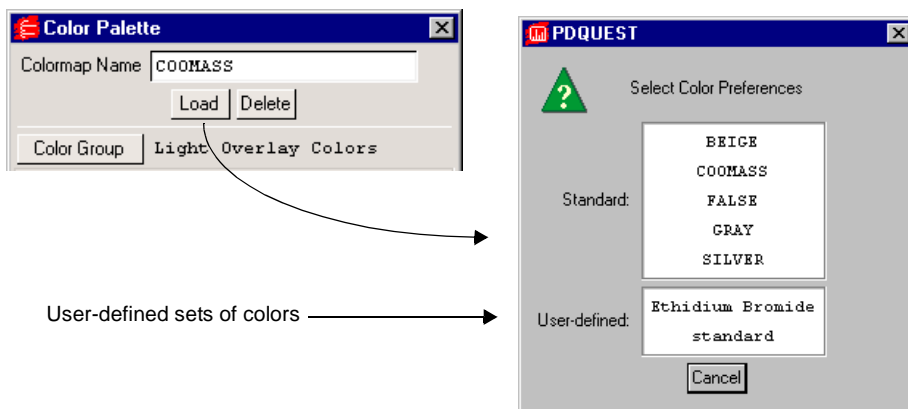 Color Palette
Colormap Name COOMASS
Load Delete
Color Group Light Overlay Colors
User-defined sets of colors
PDQUEST
Select Color Preferences
Standard:
BEIGE
COOMASS
FALSE
GRAY
SILVER
User-defined:
Ethidium Bromide
standard
Cancel